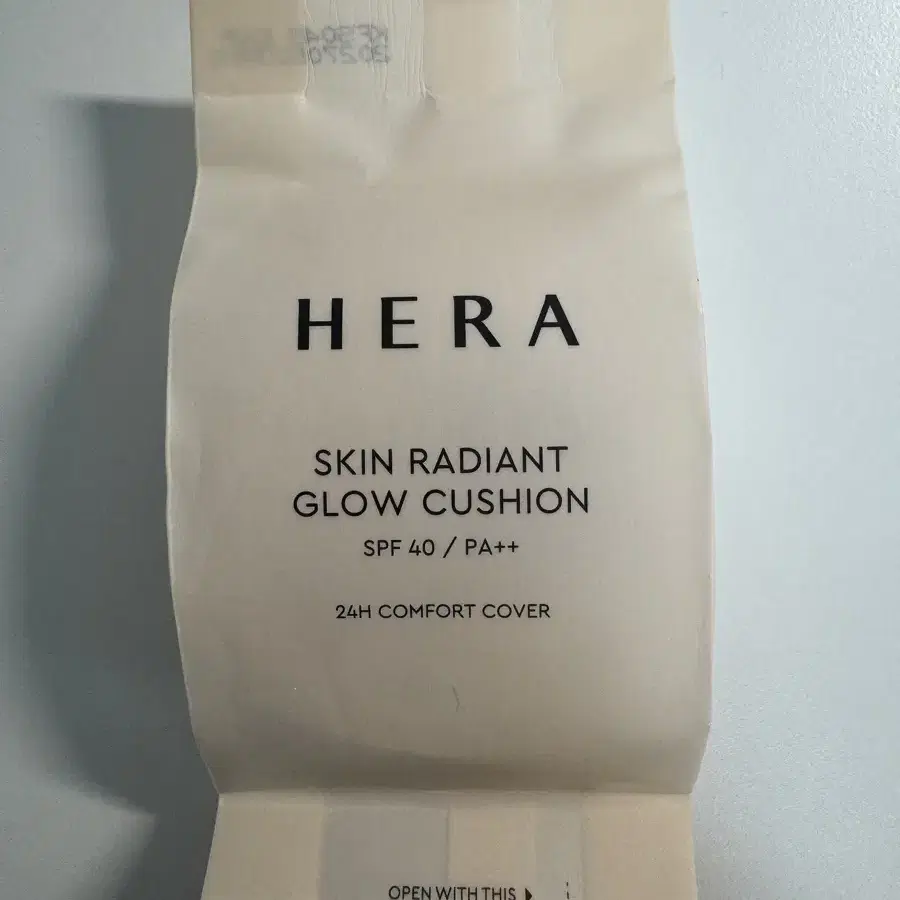 HERA
SKIN RADIANT
GLOW CUSHION
SPF 40 / PA++
24H COMFORT COVER
OPEN WITH THIS